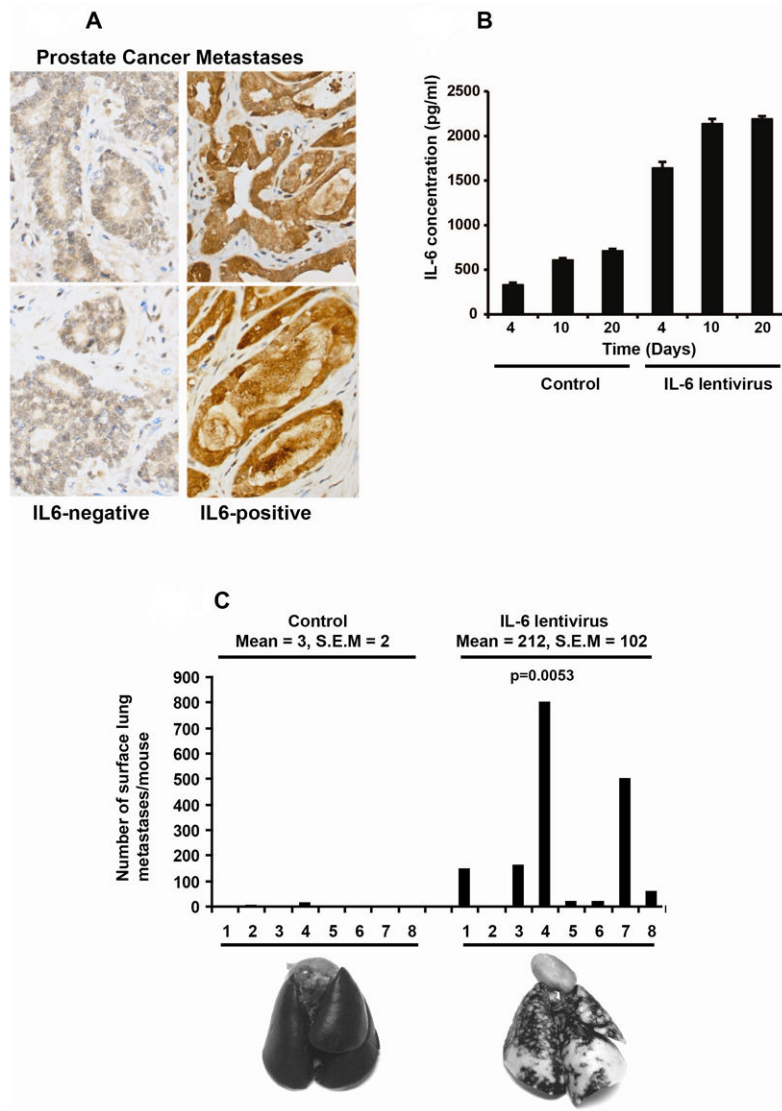 A
Prostate Cancer Metastases
IL6-negative IL6-positive
B
IL-6 concentration (pg/ml)
2500
2000
1500
1000
500
0
4 10 20 4 10 20
Time (Days)
Control IL-6 lentivirus
C
Control IL-6 lentivirus
Mean = 3, S.E.M = 2 Mean = 212, S.E.M = 102
p=0.0053
Number of surface lung
metastases/mouse
900
800
700
600
500
400
300
200
100
0
1 2 3 4 5 6 7 8 1 2 3 4 5 6 7 8